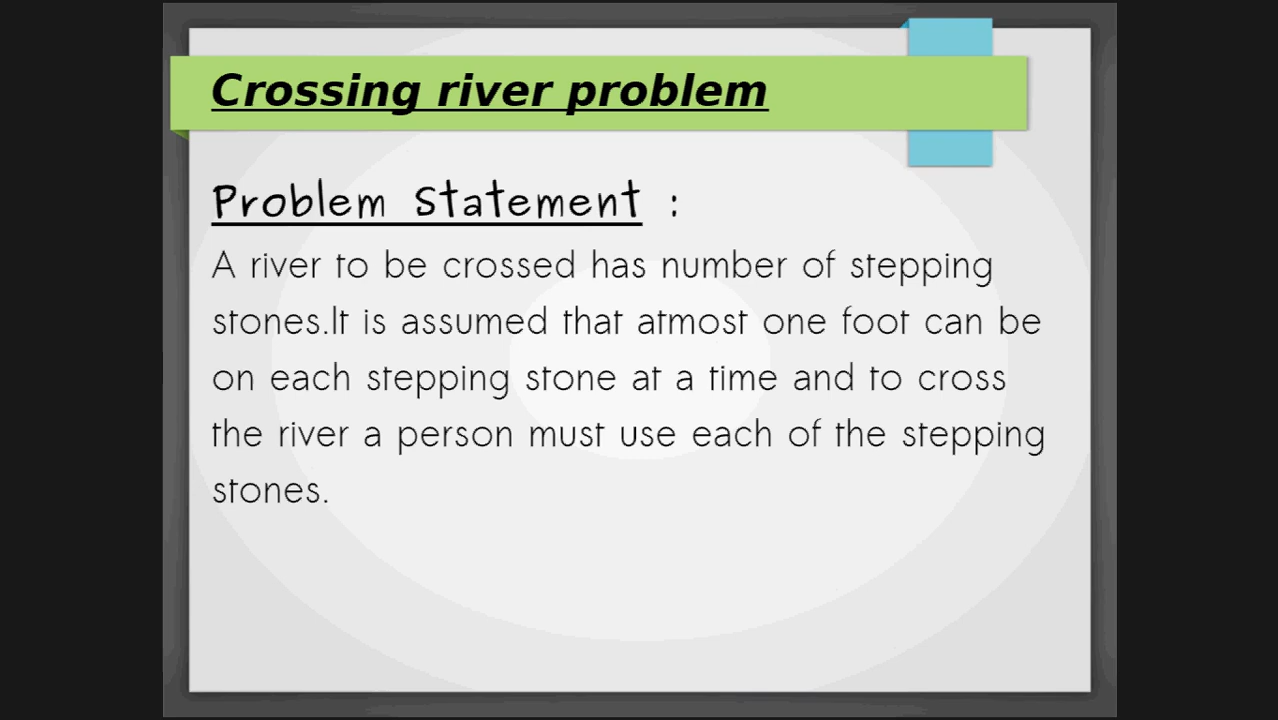 Crossing river problem
Problem Statement :
A river to be crossed has number of stepping
stones.It is assumed that atmost one foot can be
on each stepping stone at a time and to cross
the river a person must use each of the stepping
stones.